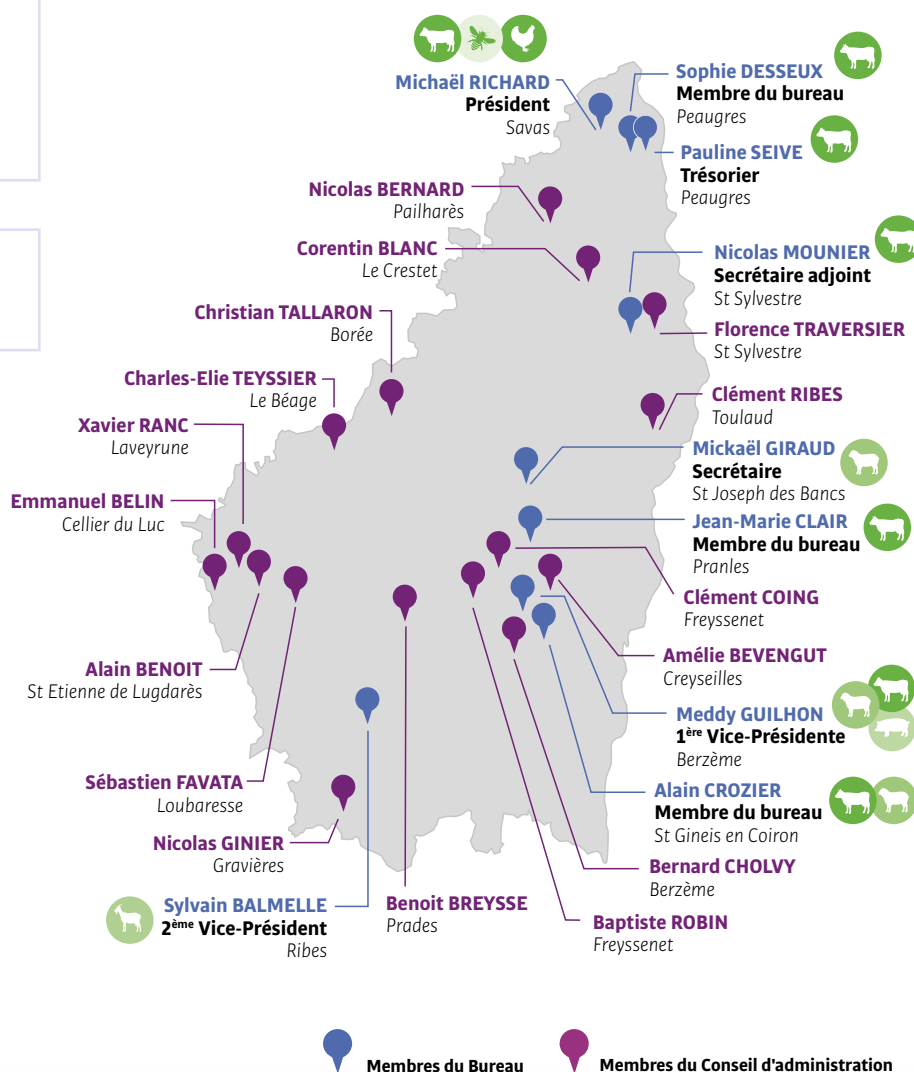 Michaël RICHARD
Président
Savas
Sophie DESSEUX
Membre du bureau
Peaugres
Pauline SEIVE
Trésorier
Peaugres
Nicolas BERNARD
Pailharès
Corentin BLANC
Le Crestet
Nicolas MOUNIER
Secrétaire adjoint
St Sylvestre
Christian TALLARON
Borée
Florence TRAVERSIER
St Sylvestre
Charles-Elie TEYSSIER
Le Béage
Clément RIBES
Toulaud
Xavier RANC
Laveyrune
Mickaël GIRAUD
Secrétaire
St Joseph des Bancs
Emmanuel BELIN
Cellier du Luc
Jean-Marie CLAIR
Membre du bureau
Pranles
Clément COING
Freyssenet
Alain BENOIT
St Etienne de Lugdarès
Amélie BEVENGUT
Creyseilles
Meddy GUILHON
1ère Vice-Présidente
Berzème
Sébastien FAVATA
Loubaresse
Alain CROZIER
Membre du bureau
St Gineis en Coiron
Nicolas GINIER
Gravières
Bernard CHOLVY
Berzème
Sylvain BALMELLE
2ème Vice-Président
Ribes
Benoit BREYSSE
Prades
Baptiste ROBIN
Freyssenet
Membres du Bureau
Membres du Conseil d'administration